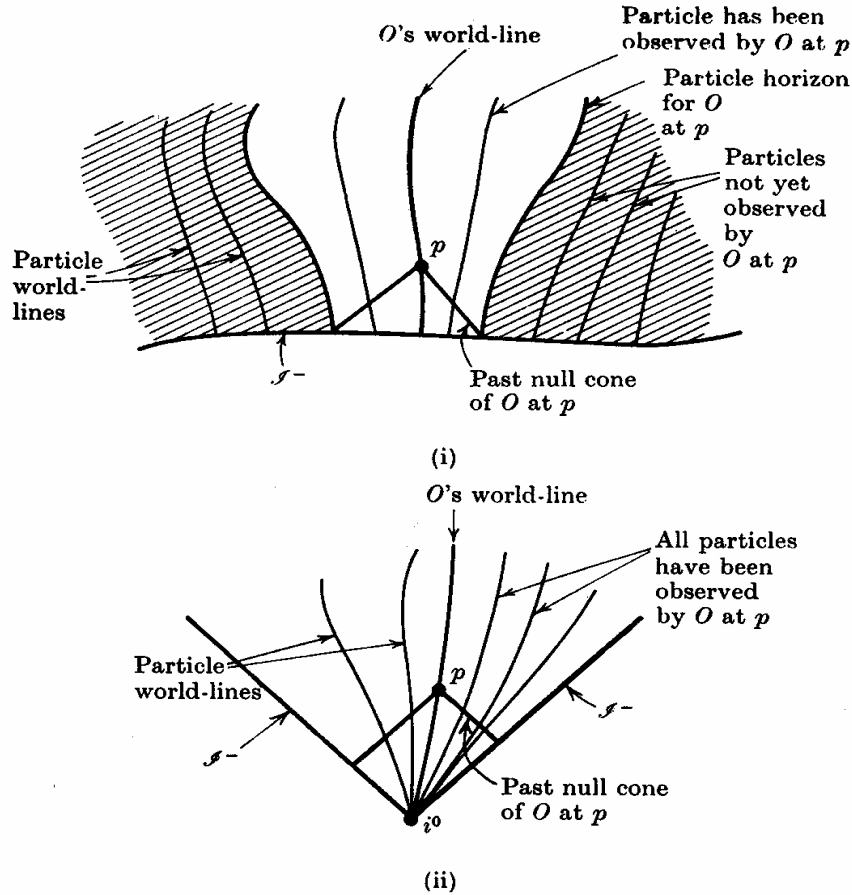 Particle has been
observed by O at p
O's world-line
Particle horizon
for O
at p
Particles
not yet
observed
by
O at p
p
Particle
world-
lines
𝓘⁻
Past null cone
of O at p
(i)
O's world-line
All particles
have been
observed
by O at p
Particle
world-lines
p
𝓘⁻
𝓘⁻
Past null cone
of O at p
i⁰
(ii)